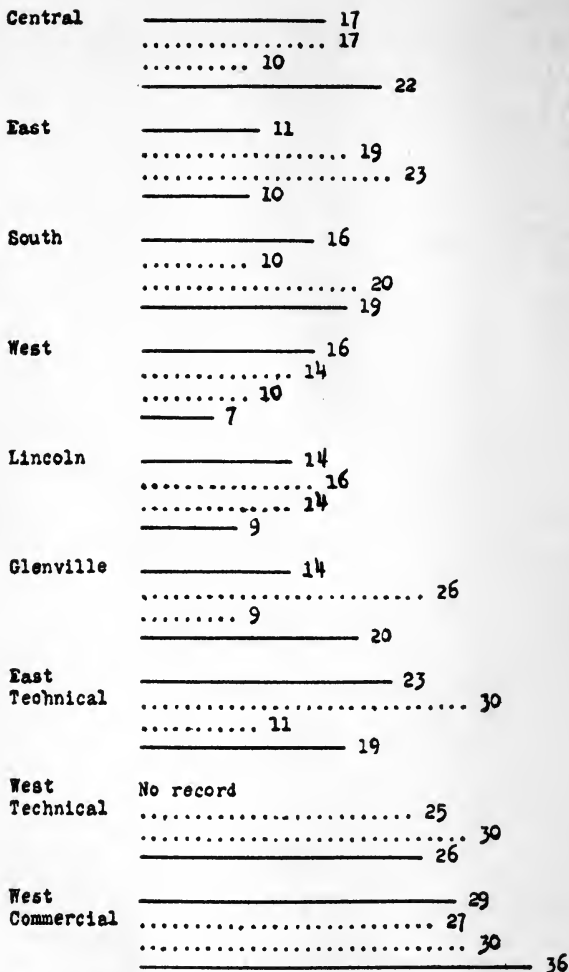 Central 17
17
10
22
East 11
19
23
10
South 16
10
20
19
West 16
14
10
7
Lincoln 14
16
14
9
Glenville 14
26
9
20
East 23
Technical 30
11
19
West No record
Technical 25
30
26
West 29
Commercial 27
30
36